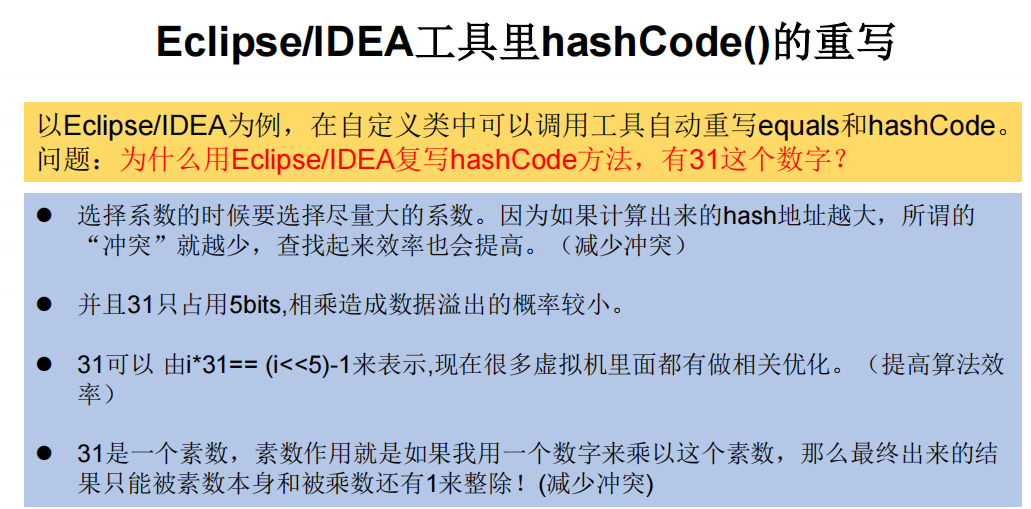 Eclipse/IDEA工具里hashCode()的重写
以Eclipse/IDEA为例，在自定义类中可以调用工具自动重写equals和hashCode。
问题：为什么用Eclipse/IDEA复写hashCode方法，有31这个数字？
● 选择系数的时候要选择尽量大的系数。因为如果计算出来的hash地址越大，所谓的
“冲突”就越少，查找起来效率也会提高。（减少冲突）
● 并且31只占用5bits,相乘造成数据溢出的概率较小。
● 31可以 由i*31== (i<<5)-1来表示,现在很多虚拟机里面都有做相关优化。（提高算法效
率）
● 31是一个素数，素数作用就是如果我用一个数字来乘以这个素数，那么最终出来的结
果只能被素数本身和被乘数还有1来整除！(减少冲突)